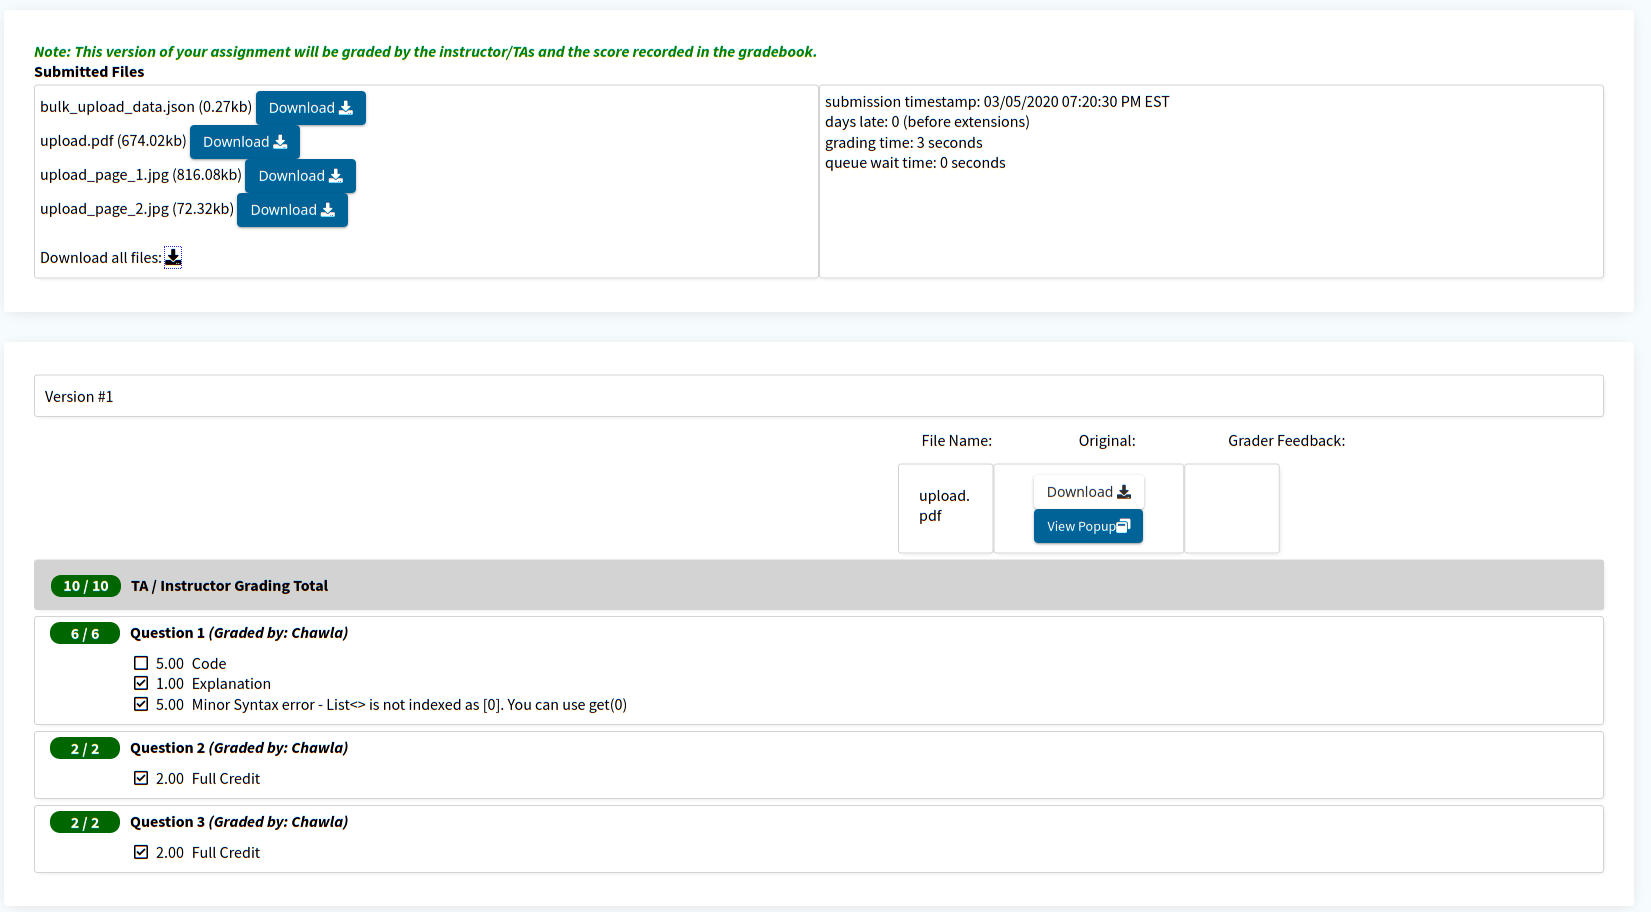 Note: This version of your assignment will be graded by the instructor/TAs and the score recorded in the gradebook.
Submitted Files
bulk_upload_data.json (0.27kb) Download
upload.pdf (674.02kb) Download
upload_page_1.jpg (816.08kb) Download
upload_page_2.jpg (72.32kb) Download
Download all files:
submission timestamp: 03/05/2020 07:20:30 PM EST
days late: 0 (before extensions)
grading time: 3 seconds
queue wait time: 0 seconds
Version #1
File Name: Original: Grader Feedback:
upload.
pdf
Download
View Popup
10 / 10 TA / Instructor Grading Total
6 / 6 Question 1 (Graded by: Chawla)
5.00 Code
1.00 Explanation
5.00 Minor Syntax error - List<> is not indexed as [0]. You can use get(0)
2 / 2 Question 2 (Graded by: Chawla)
2.00 Full Credit
2 / 2 Question 3 (Graded by: Chawla)
2.00 Full Credit